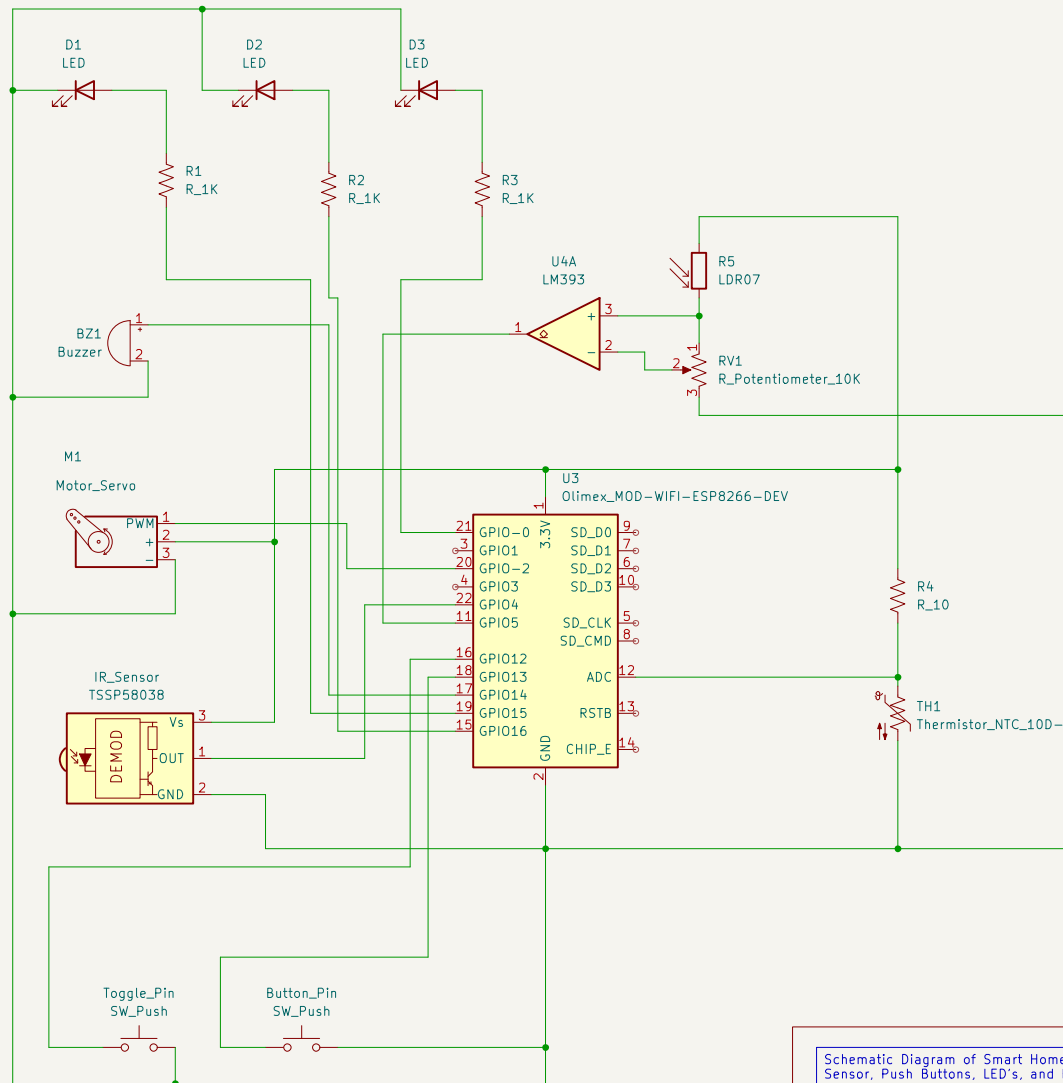 D1
LED
D2
LED
D3
LED
R1
R_1K
R2
R_1K
R3
R_1K
U4A
LM393
1
3
+
2
−
R5
LDR07
1
2
3
RV1
R_Potentiometer_10K
BZ1
Buzzer
1
+
2
M1
Motor_Servo
PWM 1
+ 2
− 3
U3
Olimex_MOD-WIFI-ESP8266-DEV
1
3.3V
21 GPIO-0
3 GPIO1
20 GPIO-2
4 GPIO3
22 GPIO4
11 GPIO5
16 GPIO12
18 GPIO13
17 GPIO14
19 GPIO15
15 GPIO16
SD_D0 9
SD_D1 7
SD_D2 6
SD_D3 10
SD_CLK 5
SD_CMD 8
ADC 12
RSTB 13
CHIP_E 14
GND
2
R4
R_10
TH1
Thermistor_NTC_10D-
IR_Sensor
TSSP58038
DEMOD
Vs 3
OUT 1
GND 2
Toggle_Pin
SW_Push
Button_Pin
SW_Push
Schematic Diagram of Smart Home
Sensor, Push Buttons, LED's, and